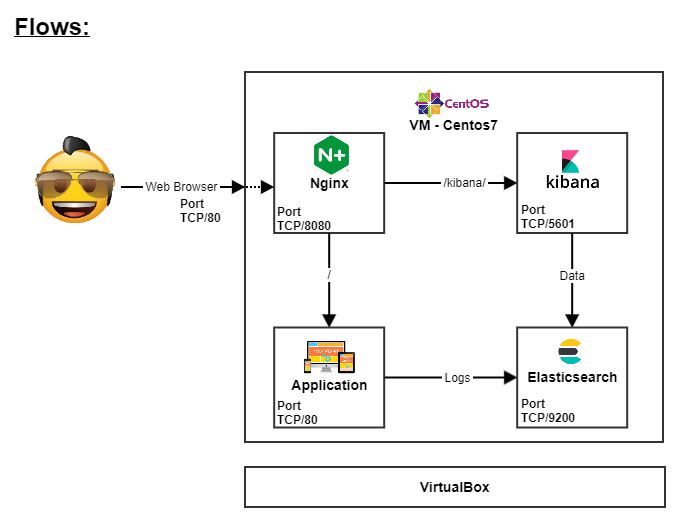 Flows:
CentOS
VM - Centos7
N+
Nginx
Port
TCP/8080
/kibana/
kibana
Port
TCP/5601
Web Browser
Port
TCP/80
/
Data
Application
Port
TCP/80
Logs
Elasticsearch
Port
TCP/9200
VirtualBox